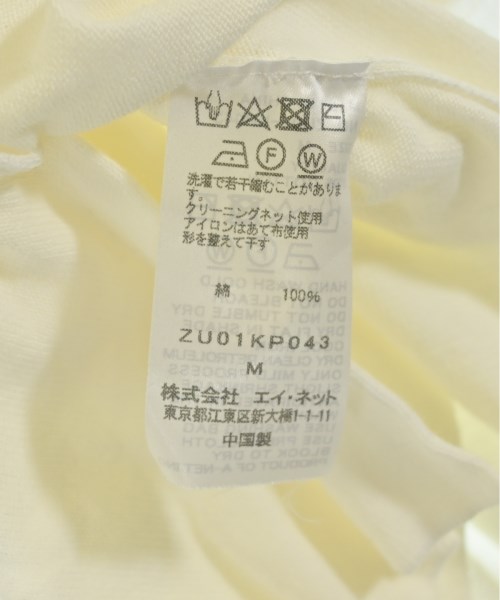 F W
洗濯で若干縮むことがありま
す。
クリーニングネット使用
アイロンはあて布使用
形を整えて干す
綿 100%
ZU01KP043
M
株式会社 エイ・ネット
東京都江東区新大橋1-1-11
中国製